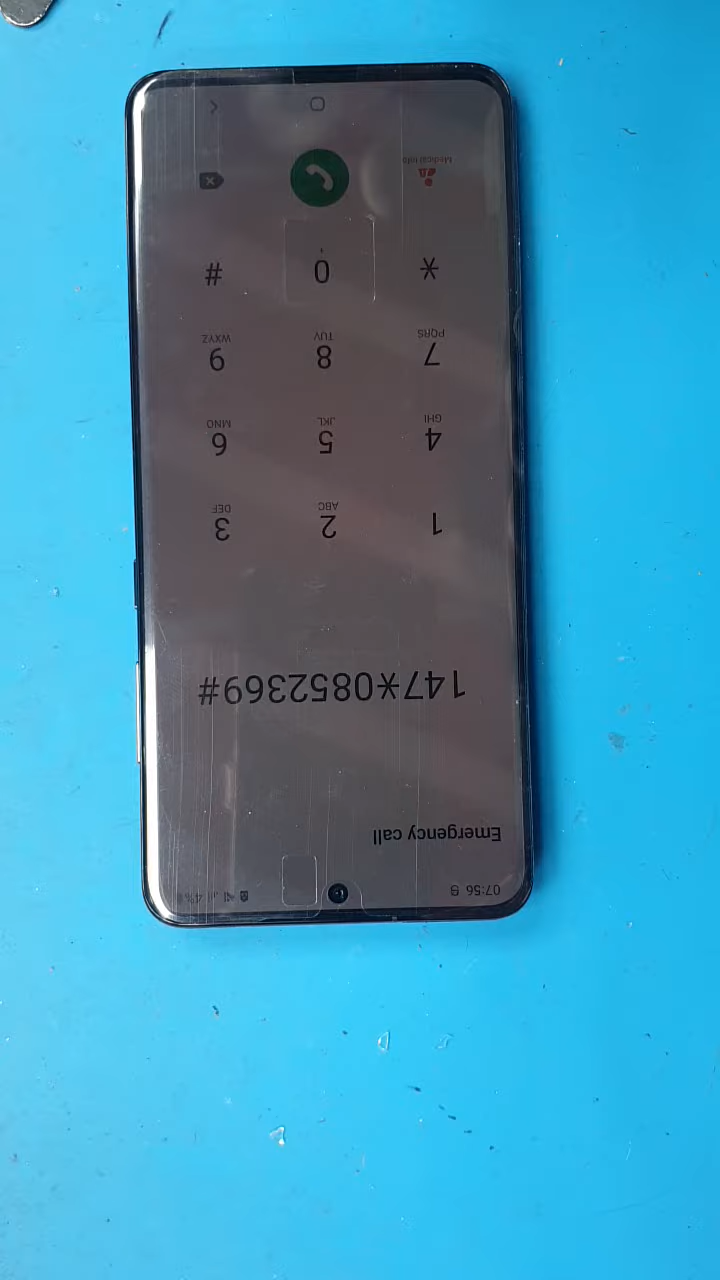 07:56
4%
Emergency call
147*0852369#
1
2 ABC
3 DEF
4 GHI
5 JKL
6 MNO
7 PQRS
8 TUV
9 WXYZ
*
0 +
#
Medical info